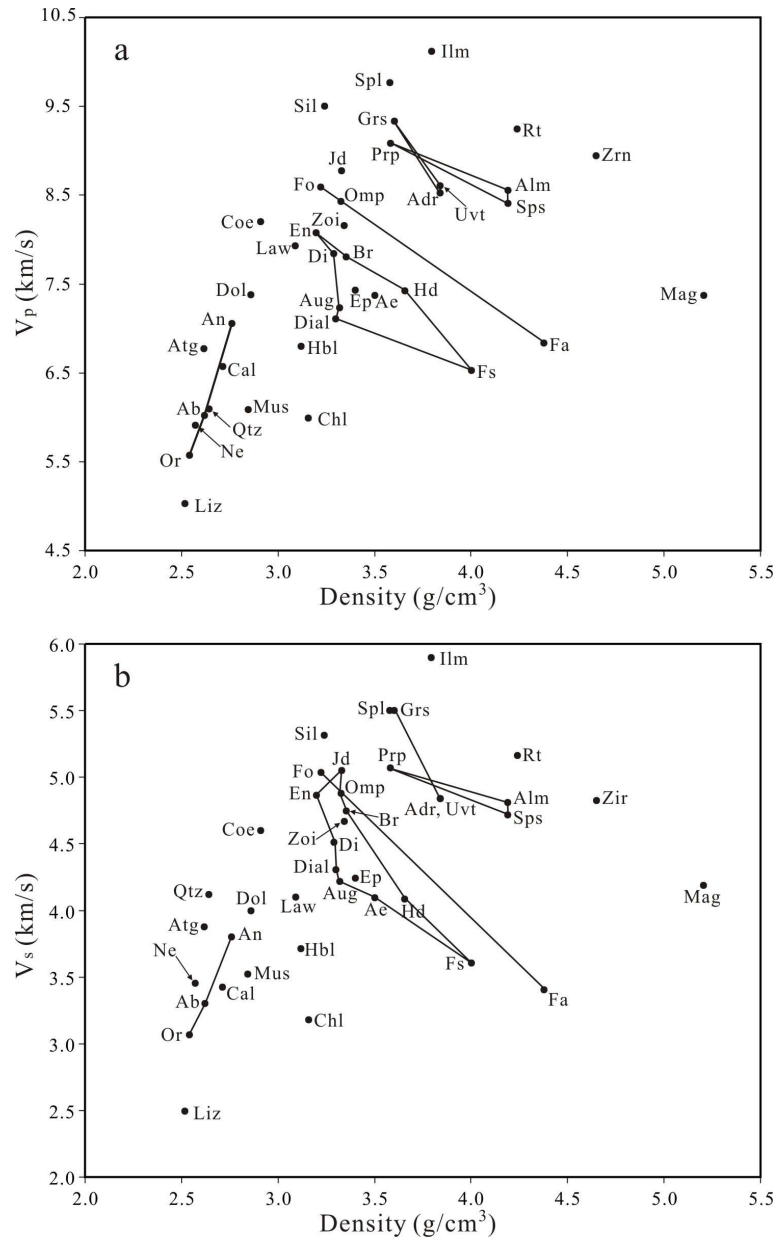 a
10.5
9.5
8.5
7.5
6.5
5.5
4.5
Vp (km/s)
Ilm
Spl
Sil
Grs
Rt
Prp
Zrn
Jd
Fo
Omp
Alm
Adr
Uvt
Sps
Coe
En
Zoi
Law
Di
Br
Dol
Aug
Ep
Ae
Hd
Mag
An
Dial
Atg
Hbl
Fa
Cal
Fs
Ab
Mus
Chl
Qtz
Ne
Or
Liz
2.0 2.5 3.0 3.5 4.0 4.5 5.0 5.5
Density (g/cm³)
b
6.0
5.5
5.0
4.5
4.0
3.5
3.0
2.5
2.0
Vs (km/s)
Ilm
Spl
Grs
Sil
Jd
Prp
Rt
Fo
Omp
En
Alm
Zir
Adr, Uvt
Sps
Br
Coe
Zoi
Di
Dial
Ep
Qtz
Dol
Law
Aug
Ae
Hd
Mag
Atg
An
Ne
Hbl
Fs
Mus
Ab
Cal
Fa
Or
Chl
Liz
2.0 2.5 3.0 3.5 4.0 4.5 5.0 5.5
Density (g/cm³)